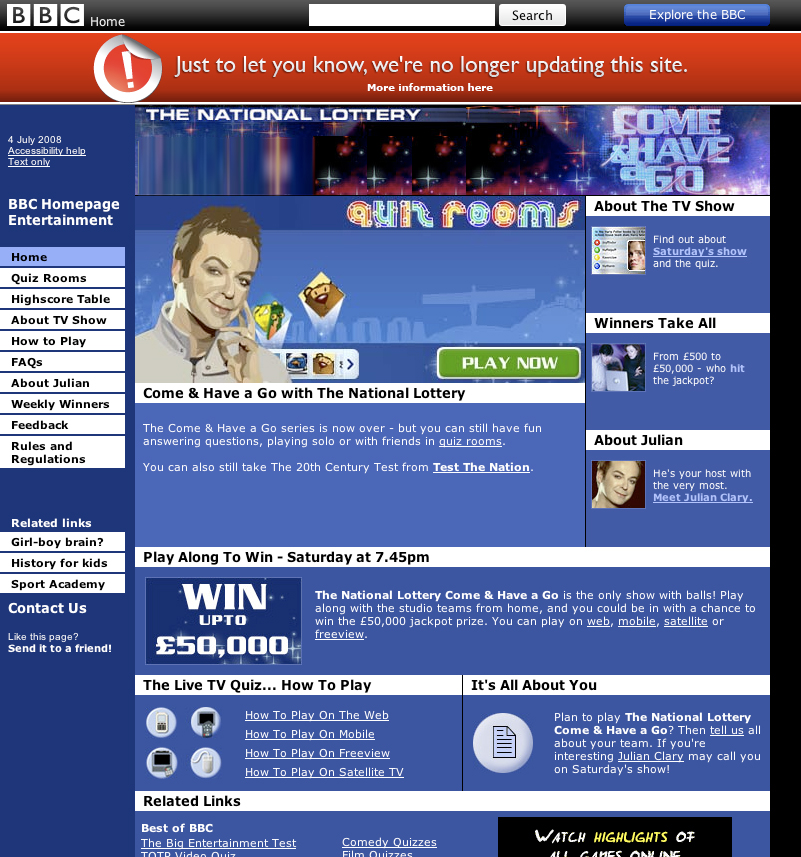 BBC Home
Search
Explore the BBC
Just to let you know, we're no longer updating this site.
More information here
THE NATIONAL LOTTERY
COME
& HAVE
a GO
4 July 2008
Accessibility help
Text only
BBC Homepage
Entertainment
Home
Quiz Rooms
Highscore Table
About TV Show
How to Play
FAQs
About Julian
Weekly Winners
Feedback
Rules and
Regulations
Related links
Girl-boy brain?
History for kids
Sport Academy
Contact Us
Like this page?
Send it to a friend!
quiz rooms
PLAY NOW
Come & Have a Go with The National Lottery
The Come & Have a Go series is now over - but you can still have fun
answering questions, playing solo or with friends in quiz rooms.
You can also still take The 20th Century Test from Test The Nation.
About The TV Show
Find out about
Saturday's show
and the quiz.
Winners Take All
From £500 to
£50,000 - who hit
the jackpot?
About Julian
He's your host with
the very most.
Meet Julian Clary.
Play Along To Win - Saturday at 7.45pm
WIN
UPTO
£50,000
The National Lottery Come & Have a Go is the only show with balls! Play
along with the studio teams from home, and you could be in with a chance to
win the £50,000 jackpot prize. You can play on web, mobile, satellite or
freeview.
The Live TV Quiz... How To Play
How To Play On The Web
How To Play On Mobile
How To Play On Freeview
How To Play On Satellite TV
It's All About You
Plan to play The National Lottery
Come & Have a Go? Then tell us all
about your team. If you're
interesting Julian Clary may call you
on Saturday's show!
Related Links
Best of BBC
The Big Entertainment Test
TOTP Video Quiz
Comedy Quizzes
Film Quizzes
WATCH HIGHLIGHTS OF
ALL GAMES ONLINE